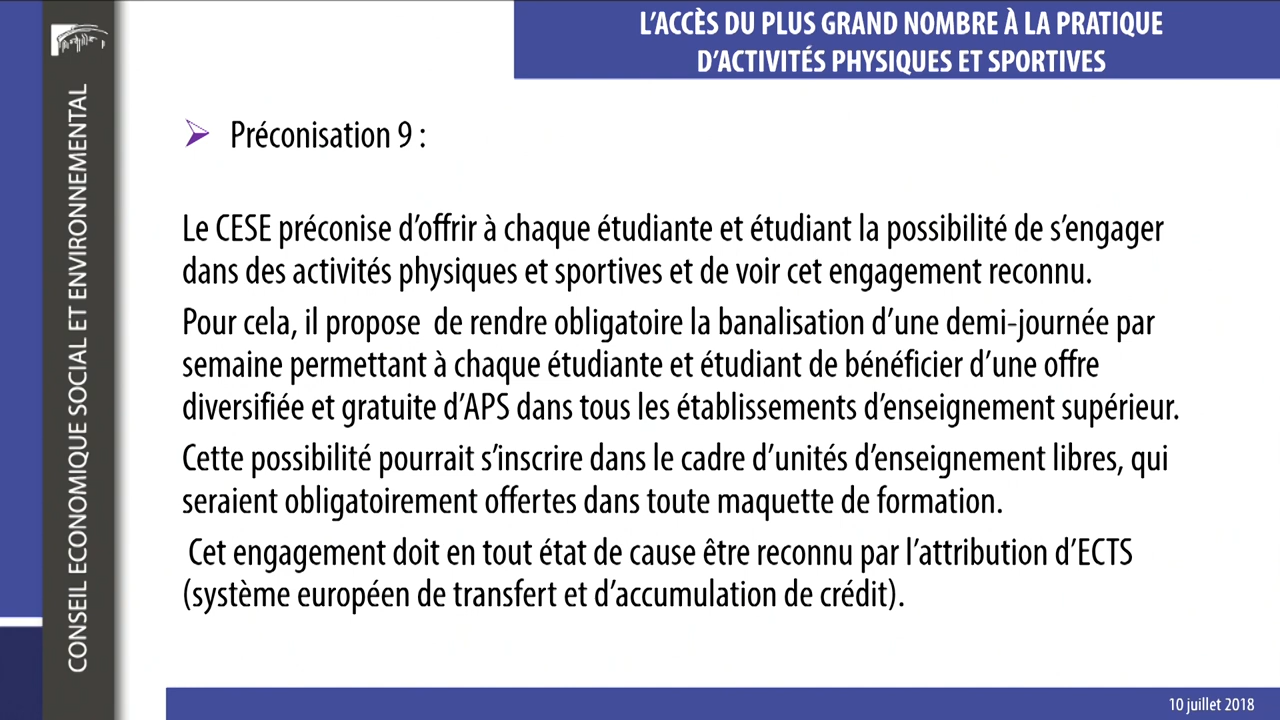 L'ACCÈS DU PLUS GRAND NOMBRE À LA PRATIQUE
D'ACTIVITÉS PHYSIQUES ET SPORTIVES
CONSEIL ECONOMIQUE SOCIAL ET ENVIRONNEMENTAL
Préconisation 9 :
Le CESE préconise d'offrir à chaque étudiante et étudiant la possibilité de s'engager
dans des activités physiques et sportives et de voir cet engagement reconnu.
Pour cela, il propose de rendre obligatoire la banalisation d'une demi-journée par
semaine permettant à chaque étudiante et étudiant de bénéficier d'une offre
diversifiée et gratuite d'APS dans tous les établissements d'enseignement supérieur.
Cette possibilité pourrait s'inscrire dans le cadre d'unités d'enseignement libres, qui
seraient obligatoirement offertes dans toute maquette de formation.
Cet engagement doit en tout état de cause être reconnu par l'attribution d'ECTS
(système européen de transfert et d'accumulation de crédit).
10 juillet 2018